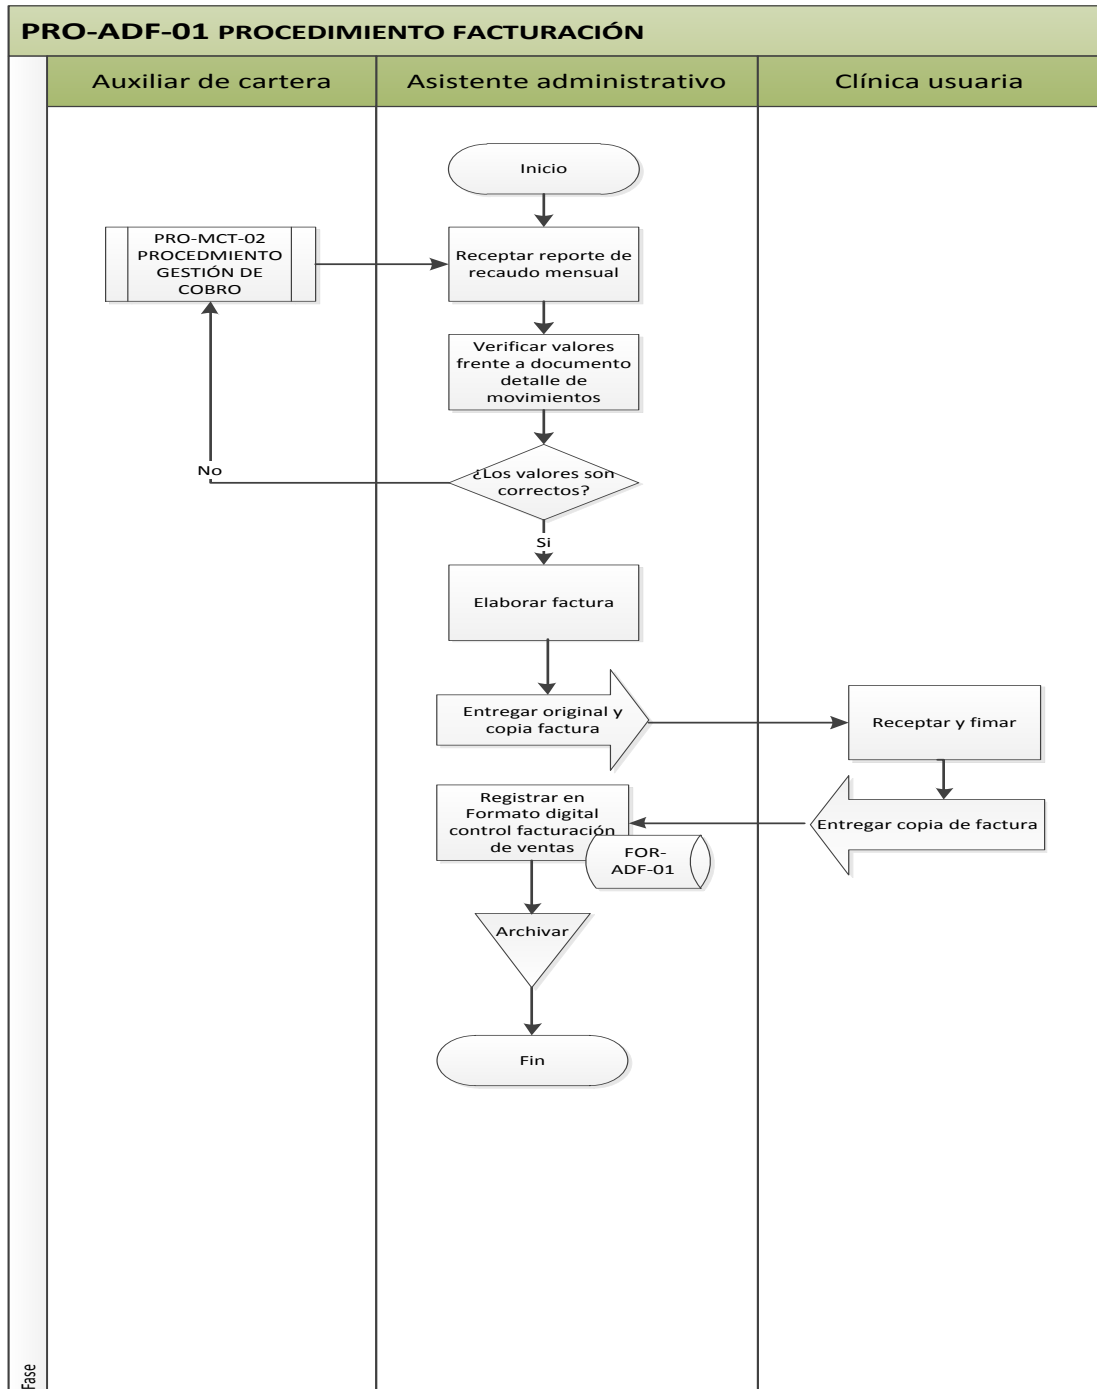 PRO-ADF-01 PROCEDIMIENTO FACTURACIÓN
Auxiliar de cartera
Asistente administrativo
Clínica usuaria
Inicio
PRO-MCT-02
PROCEDMIENTO
GESTIÓN DE
COBRO
Receptar reporte de
recaudo mensual
Verificar valores
frente a documento
detalle de
movimientos
No
¿Los valores son
correctos?
Si
Elaborar factura
Entregar original y
copia factura
Receptar y fimar
Registrar en
Formato digital
control facturación
de ventas
FOR-
ADF-01
Entregar copia de factura
Archivar
Fin
Fase